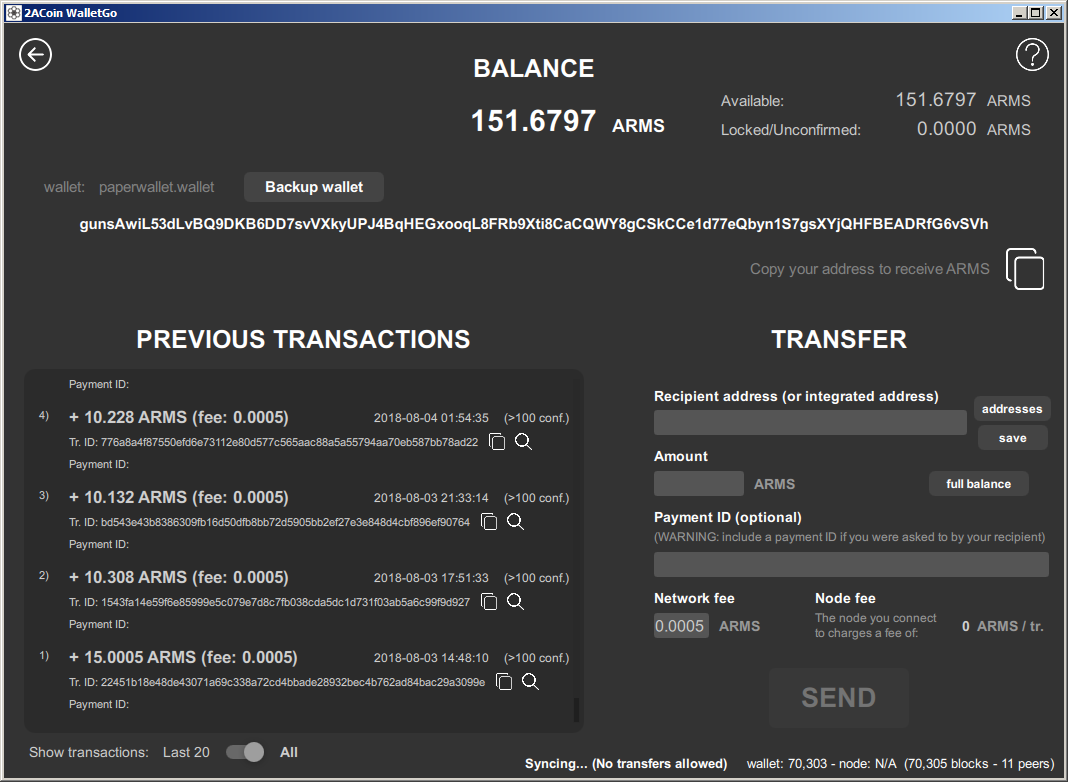 2ACoin WalletGo
BALANCE
151.6797 ARMS
Available: 151.6797 ARMS
Locked/Unconfirmed: 0.0000 ARMS
wallet: paperwallet.wallet Backup wallet
gunsAwiL53dLvBQ9DKB6DD7svVXkyUPJ4BqHEGxooqL8FRb9Xti8CaCQWY8gCSkCCe1d77eQbyn1S7gsXYjQHFBEADRfG6vSVh
Copy your address to receive ARMS
PREVIOUS TRANSACTIONS
Payment ID:
4) + 10.228 ARMS (fee: 0.0005) 2018-08-04 01:54:35 (>100 conf.)
Tr. ID: 776a8a4f87550efd6e73112e80d577c565aac88a5a55794aa70eb587bb78ad22
Payment ID:
3) + 10.132 ARMS (fee: 0.0005) 2018-08-03 21:33:14 (>100 conf.)
Tr. ID: bd543e43b8386309fb16d50dfb8bb72d5905bb2ef27e3e848d4cbf896ef90764
Payment ID:
2) + 10.308 ARMS (fee: 0.0005) 2018-08-03 17:51:33 (>100 conf.)
Tr. ID: 1543fa14e59f6e85999e5c079e7d8c7fb038cda5dc1d731f03ab5a6c99f9d927
Payment ID:
1) + 15.0005 ARMS (fee: 0.0005) 2018-08-03 14:48:10 (>100 conf.)
Tr. ID: 22451b18e48de43071a69c338a72cd4bbade28932bec4b762ad84bac29a3099e
Payment ID:
Show transactions: Last 20 All
TRANSFER
Recipient address (or integrated address)
addresses
save
Amount
ARMS full balance
Payment ID (optional)
(WARNING: include a payment ID if you were asked to by your recipient)
Network fee
0.0005 ARMS
Node fee
The node you connect
to charges a fee of:
0 ARMS / tr.
SEND
Syncing... (No transfers allowed) wallet: 70,303 - node: N/A (70,305 blocks - 11 peers)